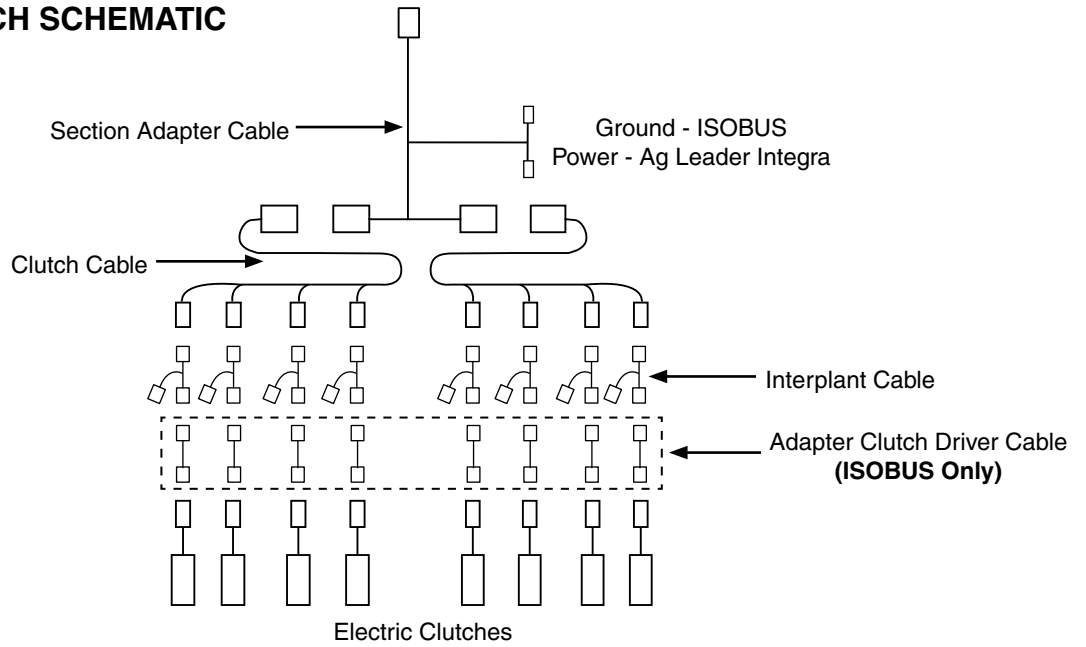 CH SCHEMATIC
Section Adapter Cable
Ground - ISOBUS
Power - Ag Leader Integra
Clutch Cable
Interplant Cable
Adapter Clutch Driver Cable
(ISOBUS Only)
Electric Clutches